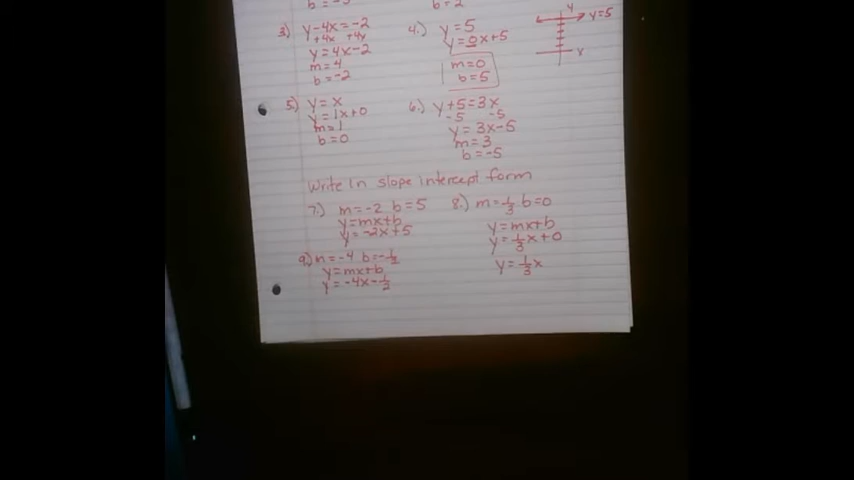 b = -3
b = 2
3.) y-4x=-2
+4x +4x
y=4x-2
m=4
b=-2
4.) y=5
y=0x+5
m=0
b=5
y
y=5
x
5.) y=x
y=1x+0
m=1
b=0
6.) y+5=3x
-5 -5
y=3x-5
m=3
b=-5
Write in slope intercept form
7.) m=-2 b=5
y=mx+b
y=-2x+5
8.) m=1/3 b=0
y=mx+b
y=1/3x+0
y=1/3x
9.) m=-4 b=-1/2
y=mx+b
y=-4x-1/2